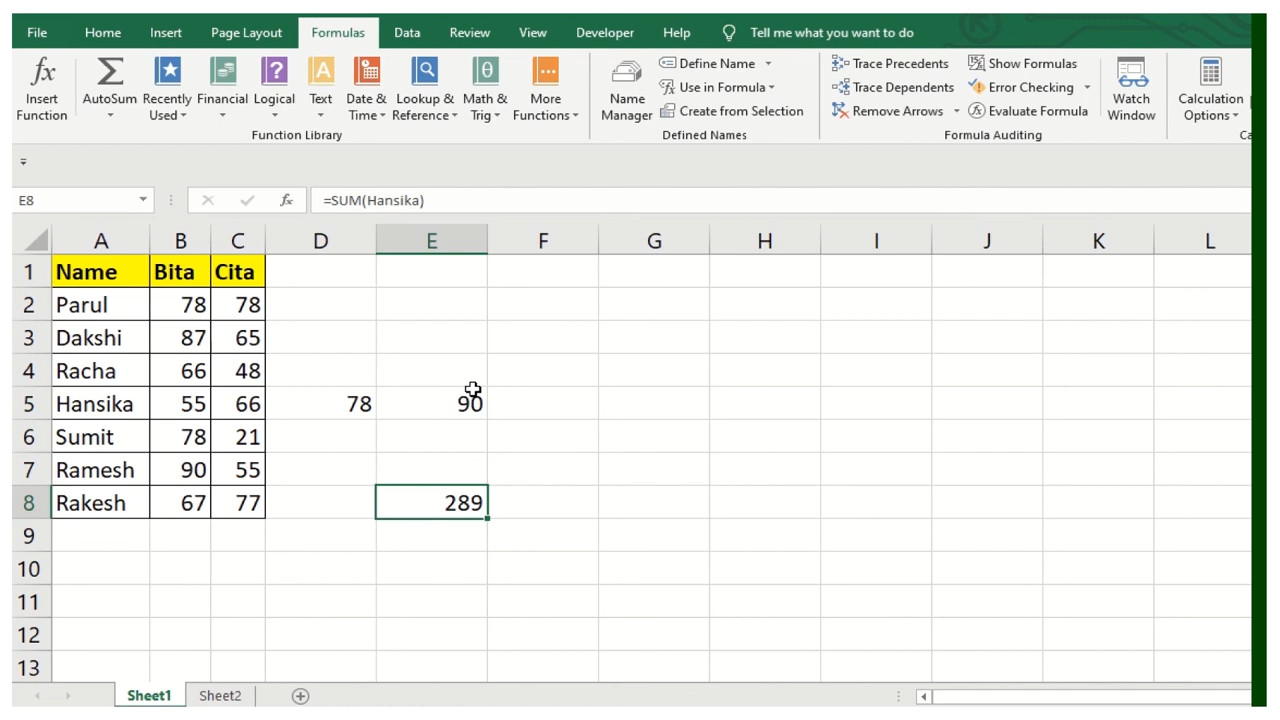 File Home Insert Page Layout Formulas Data Review View Developer Help Tell me what you want to do
fx Insert Function
AutoSum
Recently Used
Financial
Logical
Text
Date & Time
Lookup & Reference
Math & Trig
More Functions
Function Library
Name Manager
Define Name
Use in Formula
Create from Selection
Defined Names
Trace Precedents
Trace Dependents
Remove Arrows
Show Formulas
Error Checking
Evaluate Formula
Formula Auditing
Watch Window
Calculation Options
Ca
E8 fx =SUM(Hansika)
A B C D E F G H I J K L
1 Name Bita Cita
2 Parul 78 78
3 Dakshi 87 65
4 Racha 66 48
5 Hansika 55 66 78 90
6 Sumit 78 21
7 Ramesh 90 55
8 Rakesh 67 77 289
9
10
11
12
13
Sheet1 Sheet2